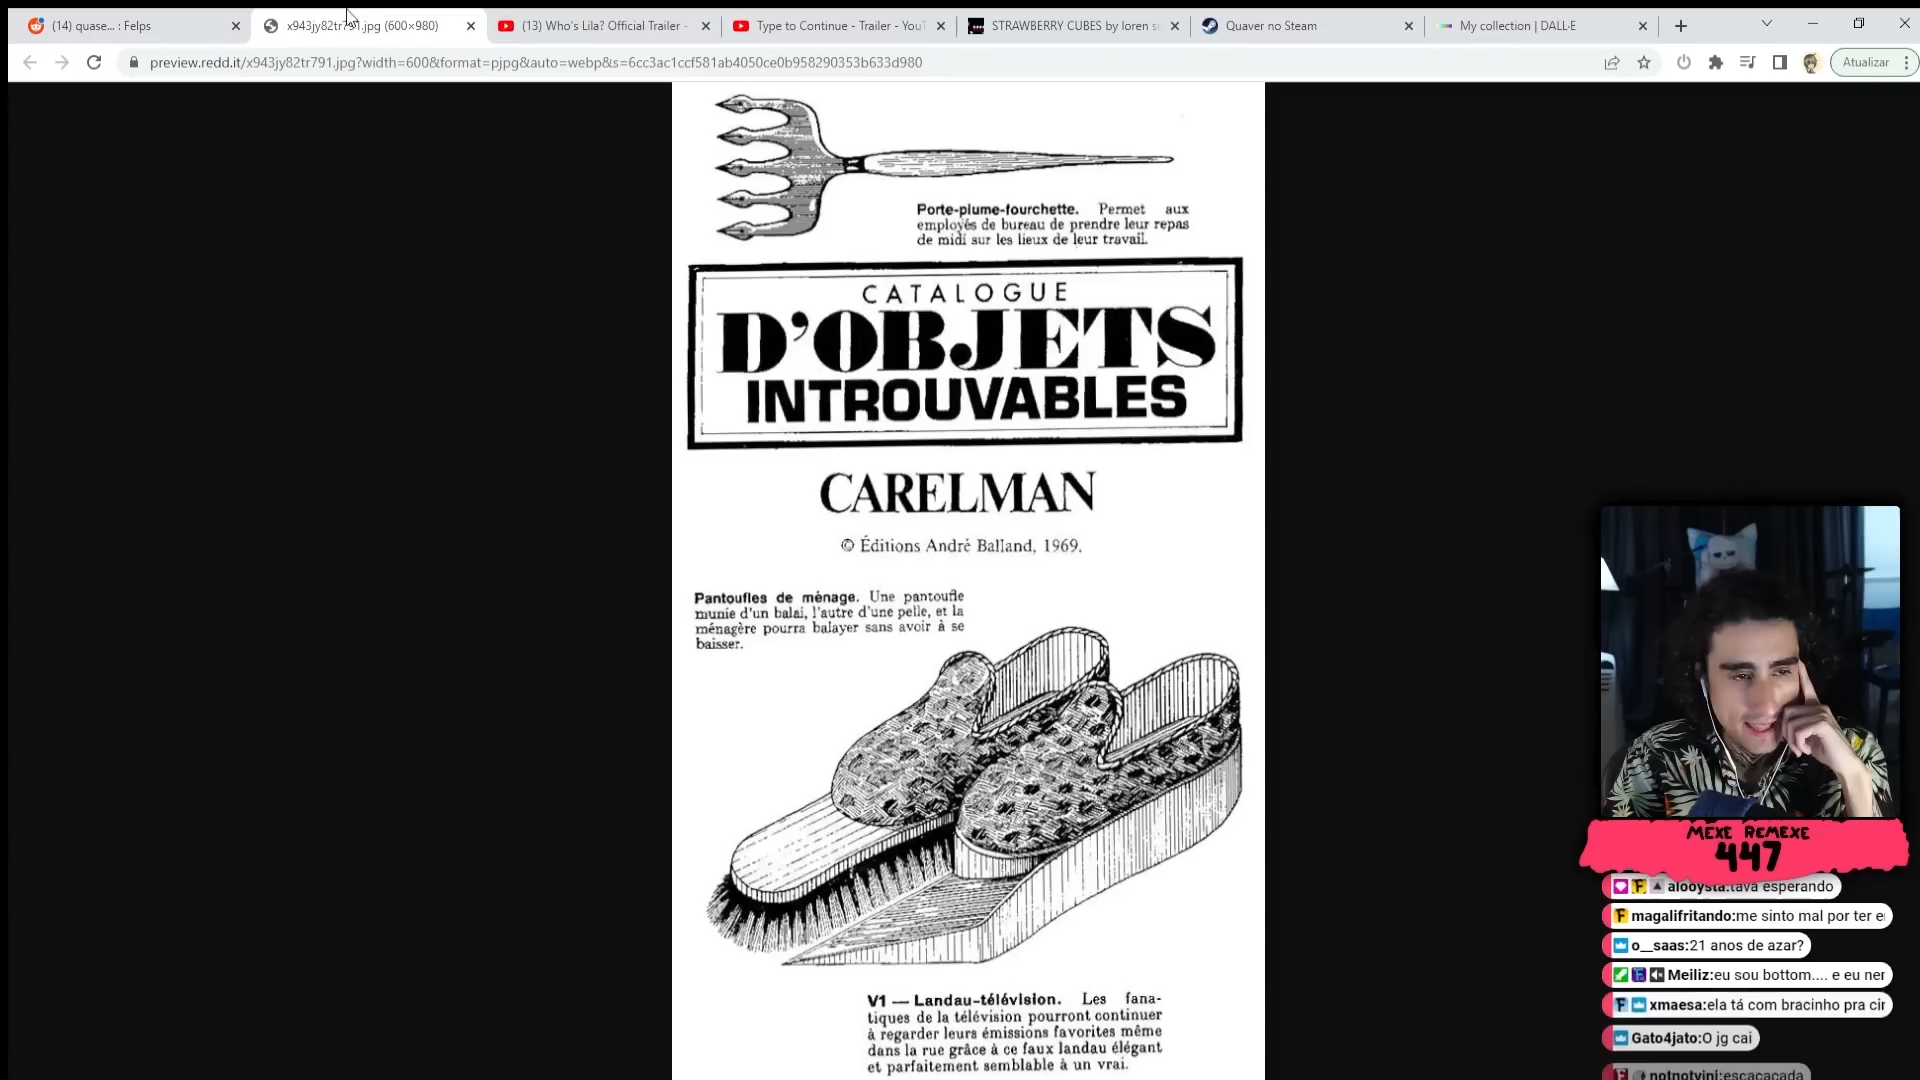 (14) quase... : Felps
x943jy82tr791.jpg (600×980)
(13) Who's Lila? Official Trailer -
Type to Continue - Trailer - YouT
STRAWBERRY CUBES by loren sc
Quaver no Steam
My collection | DALL·E
preview.redd.it/x943jy82tr791.jpg?width=600&format=pjpg&auto=webp&s=6cc3ac1ccf581ab4050ce0b958290353b633d980
Atualizar
Porte-plume-fourchette. Permet aux
employés de bureau de prendre leur repas
de midi sur les lieux de leur travail.
CATALOGUE
D'OBJETS
INTROUVABLES
CARELMAN
© Éditions André Balland, 1969.
Pantoufles de ménage. Une pantoufle
munie d'un balai, l'autre d'une pelle, et la
ménagère pourra balayer sans avoir à se
baisser.
V1 — Landau-télévision. Les fana-
tiques de la télévision pourront continuer
à regarder leurs émissions favorites même
dans la rue grâce à ce faux landau élégant
et parfaitement semblable à un vrai.
MEXE REMEXE
447
alooysta:tava esperando
magalifritando:me sinto mal por ter e
o__saas:21 anos de azar?
Meiliz:eu sou bottom.... e eu ner
xmaesa:ela tá com bracinho pra cir
Gato4jato:O jg cai
notnotvini:escacacada